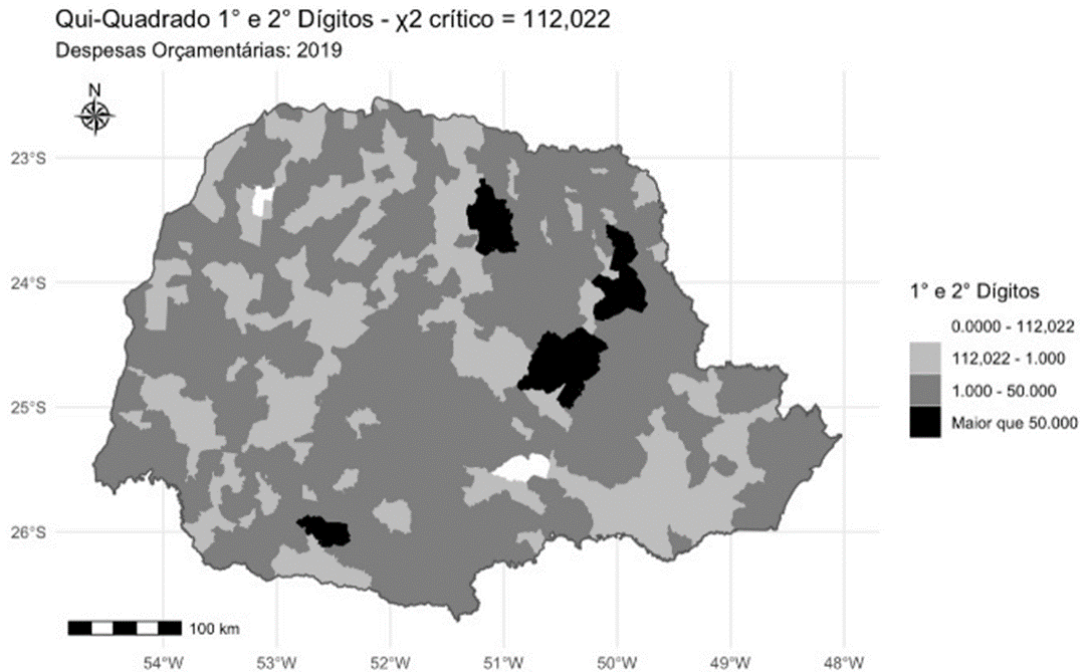 Qui-Quadrado 1° e 2° Dígitos - χ2 crítico = 112,022
Despesas Orçamentárias: 2019
N
23°S
24°S
25°S
26°S
1° e 2° Dígitos
0.0000 - 112,022
112,022 - 1.000
1.000 - 50.000
Maior que 50.000
100 km
54°W
53°W
52°W
51°W
50°W
49°W
48°W